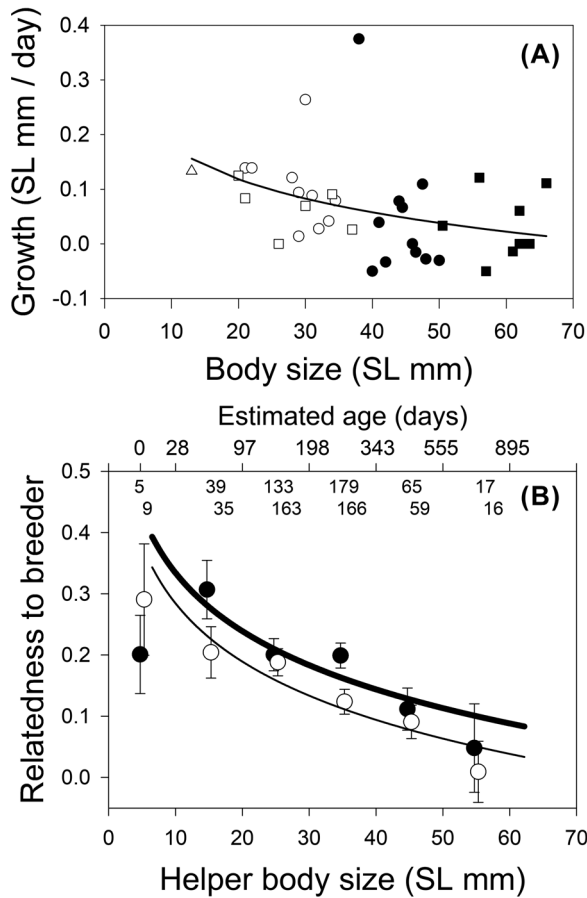 (A)
Growth (SL mm / day)
0.4
0.3
0.2
0.1
0.0
-0.1
0 10 20 30 40 50 60 70
Body size (SL mm)
Estimated age (days)
0 28 97 198 343 555 895
(B)
Relatedness to breeder
0.5
0.4
0.3
0.2
0.1
0.0
5 39 133 179 65 17
9 35 163 166 59 16
0 10 20 30 40 50 60 70
Helper body size (SL mm)